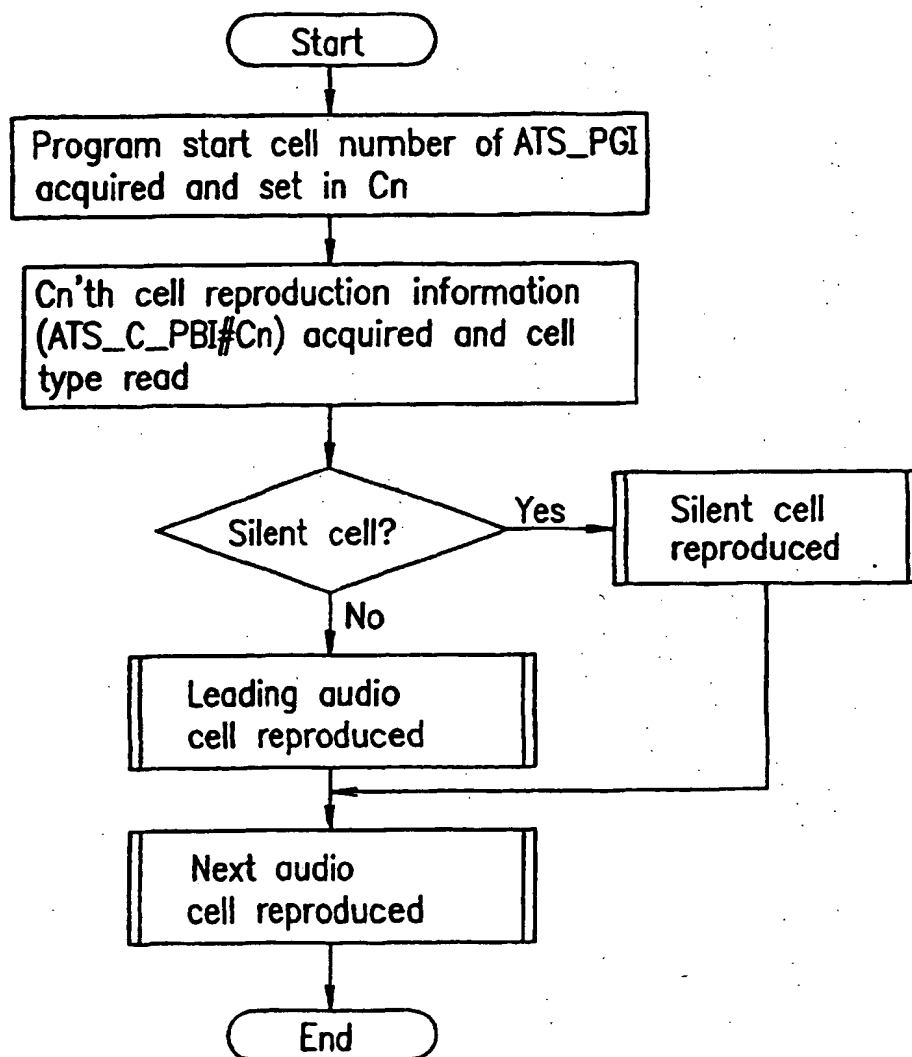 Start
Program start cell number of ATS_PGI
acquired and set in Cn
Cn'th cell reproduction information
(ATS_C_PBI#Cn) acquired and cell
type read
Silent cell?
Yes
Silent cell
reproduced
No
Leading audio
cell reproduced
Next audio
cell reproduced
End